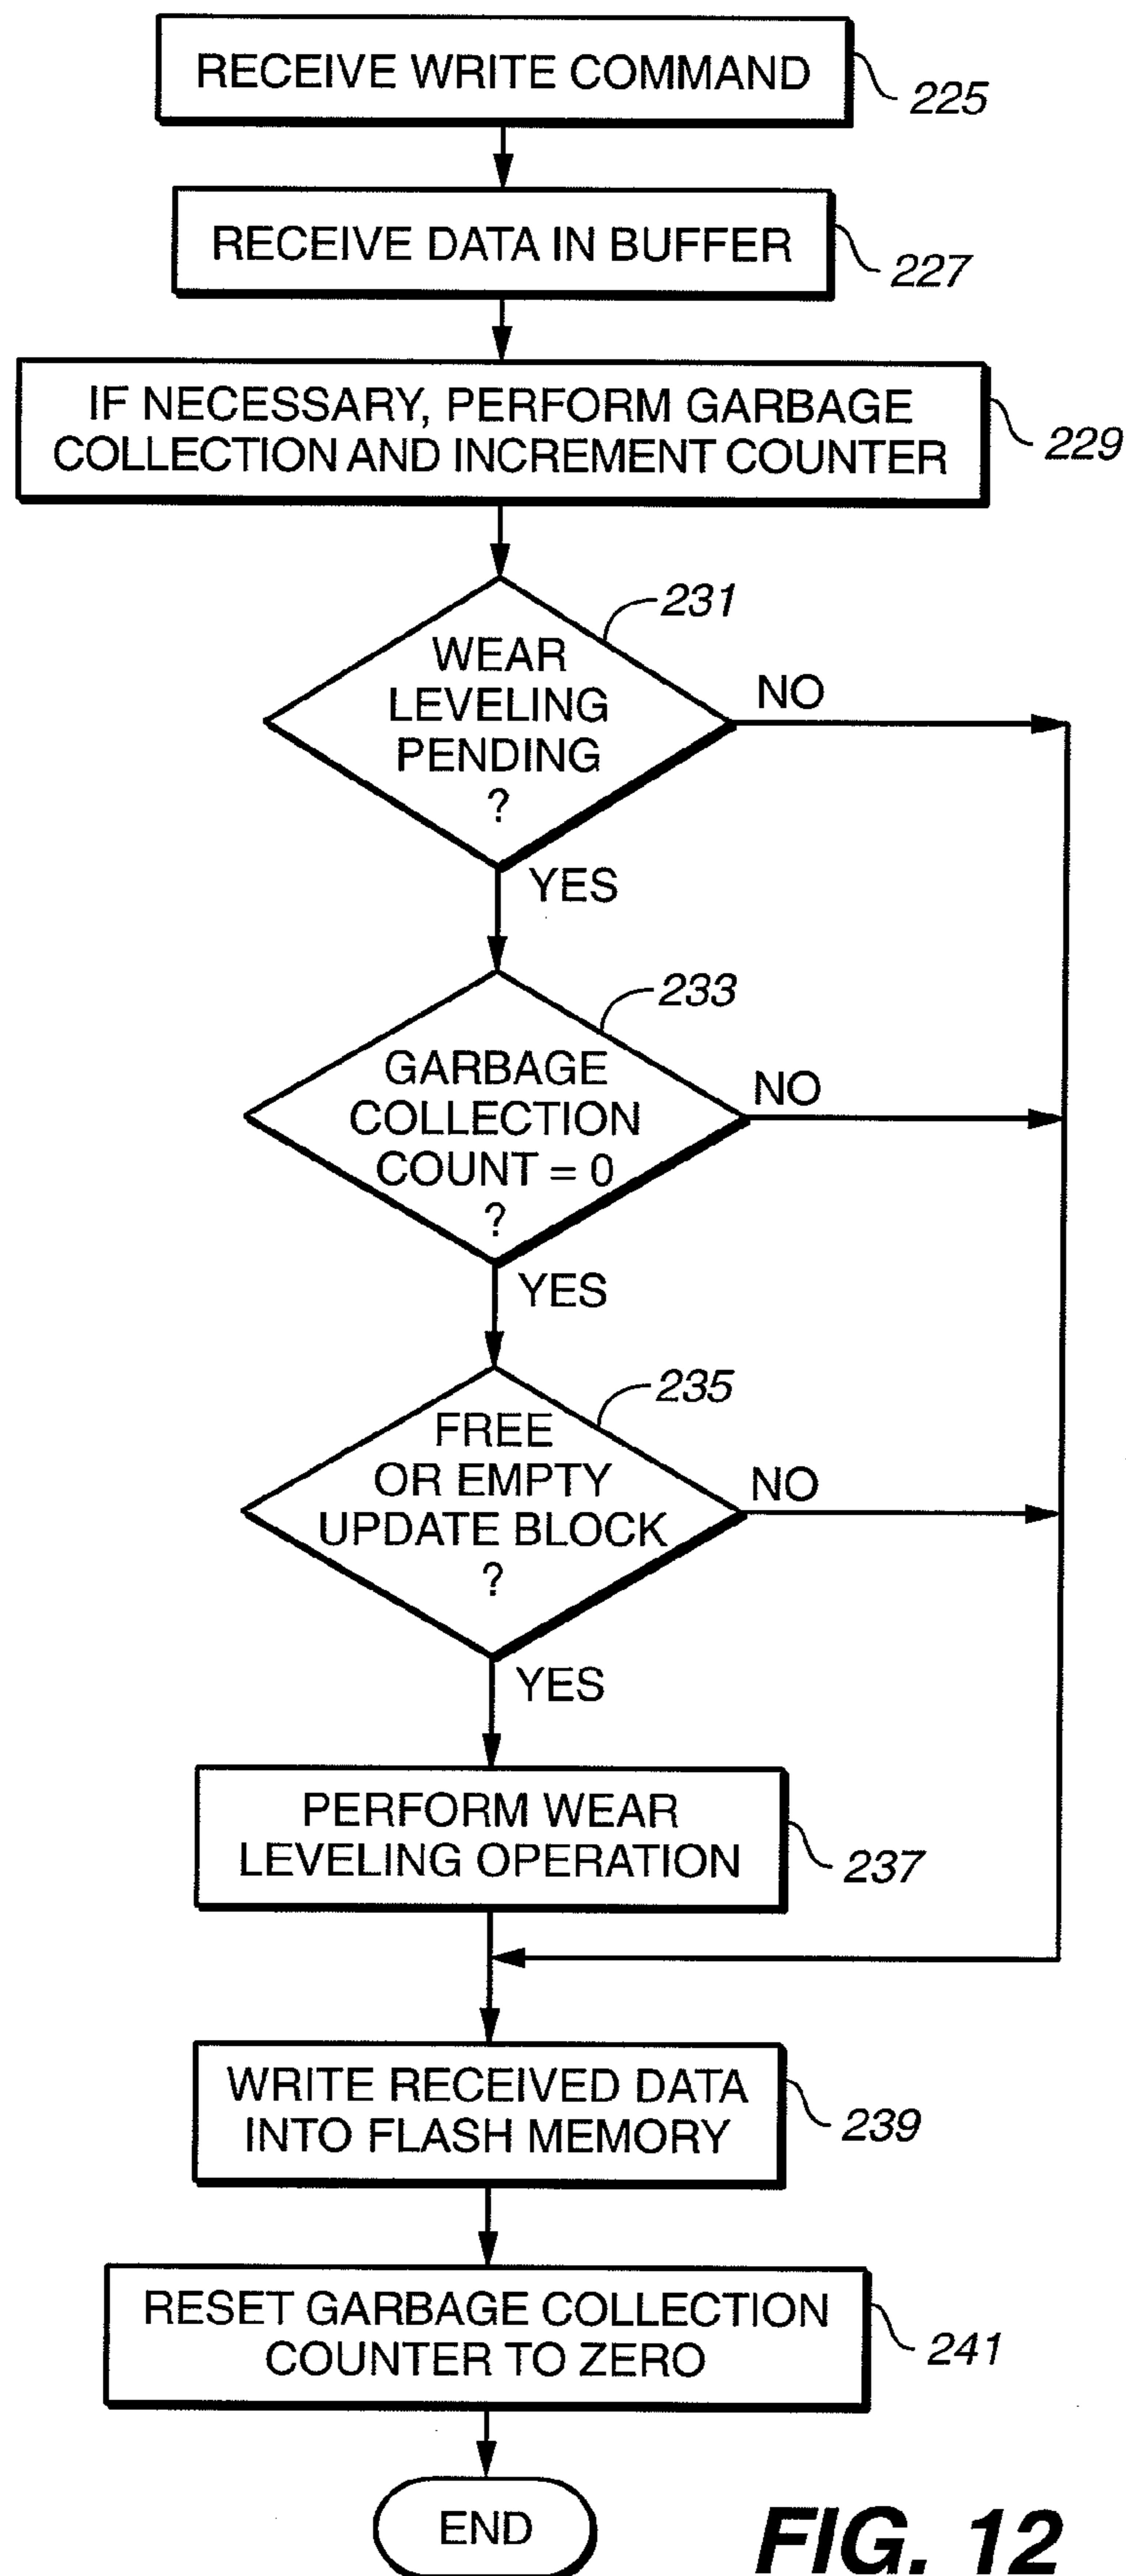 RECEIVE WRITE COMMAND
225
RECEIVE DATA IN BUFFER
227
IF NECESSARY, PERFORM GARBAGE
COLLECTION AND INCREMENT COUNTER
229
231
WEAR
LEVELING
PENDING
?
NO
YES
233
GARBAGE
COLLECTION
COUNT = 0
?
NO
YES
235
FREE
OR EMPTY
UPDATE BLOCK
?
NO
YES
PERFORM WEAR
LEVELING OPERATION
237
WRITE RECEIVED DATA
INTO FLASH MEMORY
239
RESET GARBAGE COLLECTION
COUNTER TO ZERO
241
END
FIG. 12